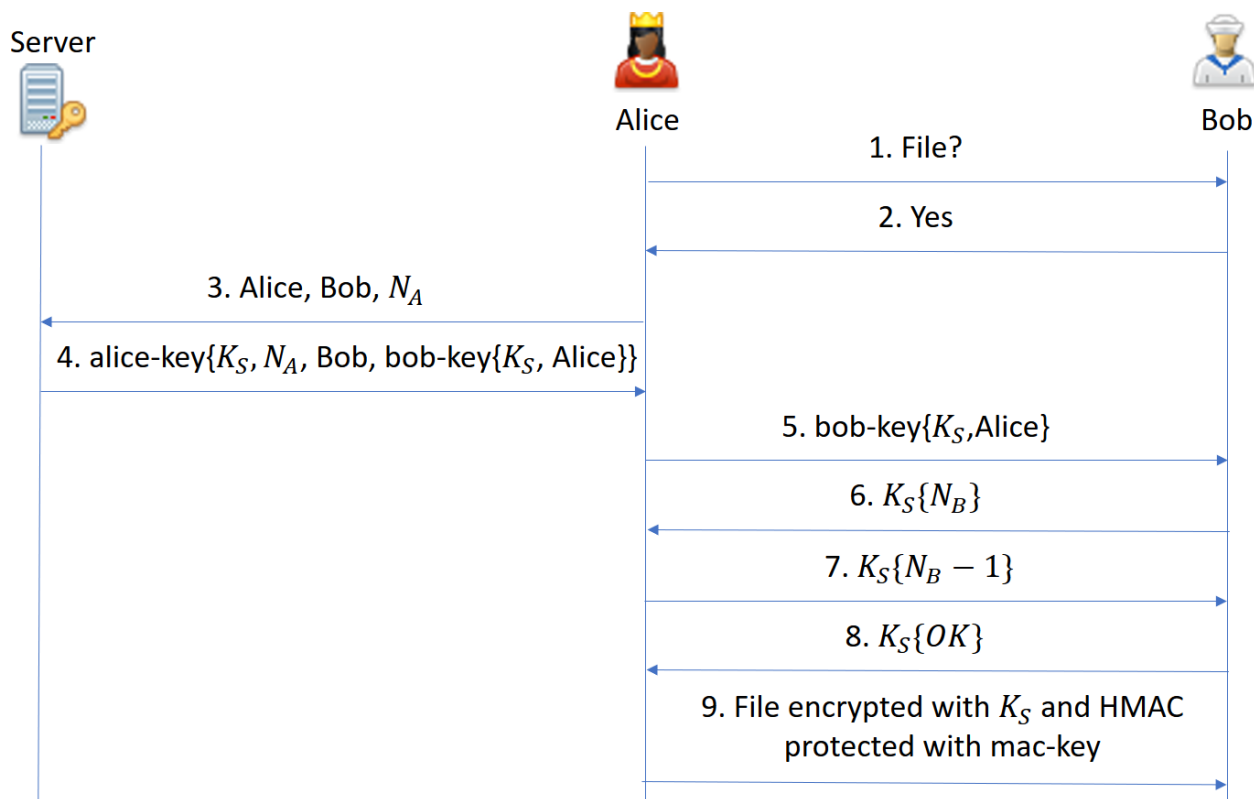 Server
Alice
Bob
1. File?
2. Yes
3. Alice, Bob, N_A
4. alice-key{K_S, N_A, Bob, bob-key{K_S, Alice}}
5. bob-key{K_S,Alice}
6. K_S{N_B}
7. K_S{N_B − 1}
8. K_S{OK}
9. File encrypted with K_S and HMAC
protected with mac-key